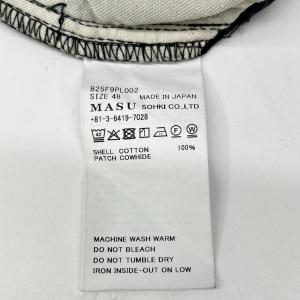 B25F9PL002
SIZE 48 MADE IN JAPAN
MASU SOHKI CO.,LTD
+81-3-6419-7028
SHELL COTTON 100%
PATCH COWHIDE
MACHINE WASH WARM
DO NOT BLEACH
DO NOT TUMBLE DRY
IRON INSIDE-OUT ON LOW